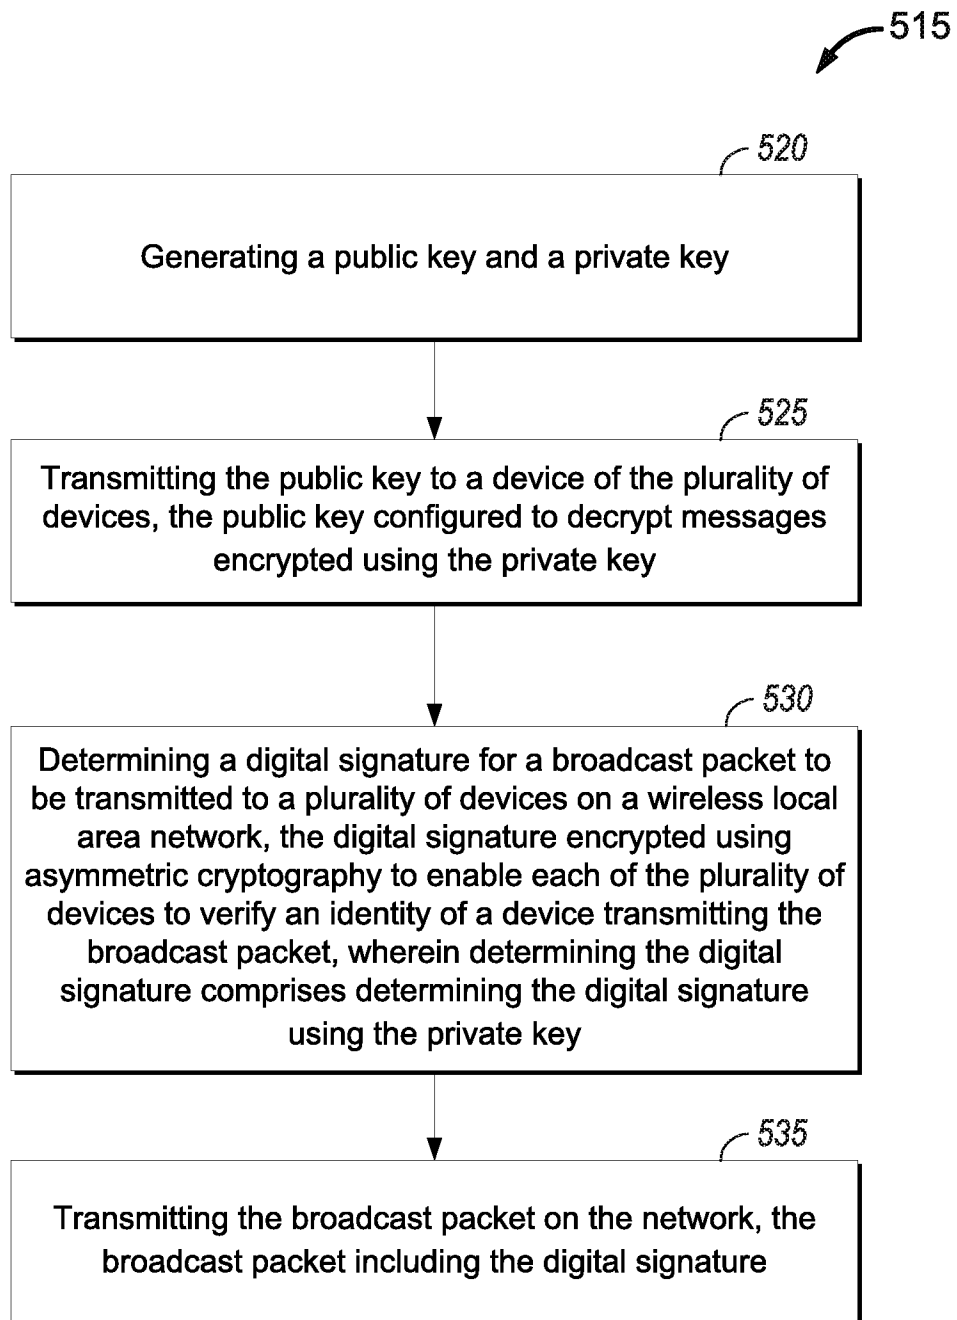 515
520
Generating a public key and a private key
525
Transmitting the public key to a device of the plurality of
devices, the public key configured to decrypt messages
encrypted using the private key
530
Determining a digital signature for a broadcast packet to
be transmitted to a plurality of devices on a wireless local
area network, the digital signature encrypted using
asymmetric cryptography to enable each of the plurality of
devices to verify an identity of a device transmitting the
broadcast packet, wherein determining the digital
signature comprises determining the digital signature
using the private key
535
Transmitting the broadcast packet on the network, the
broadcast packet including the digital signature